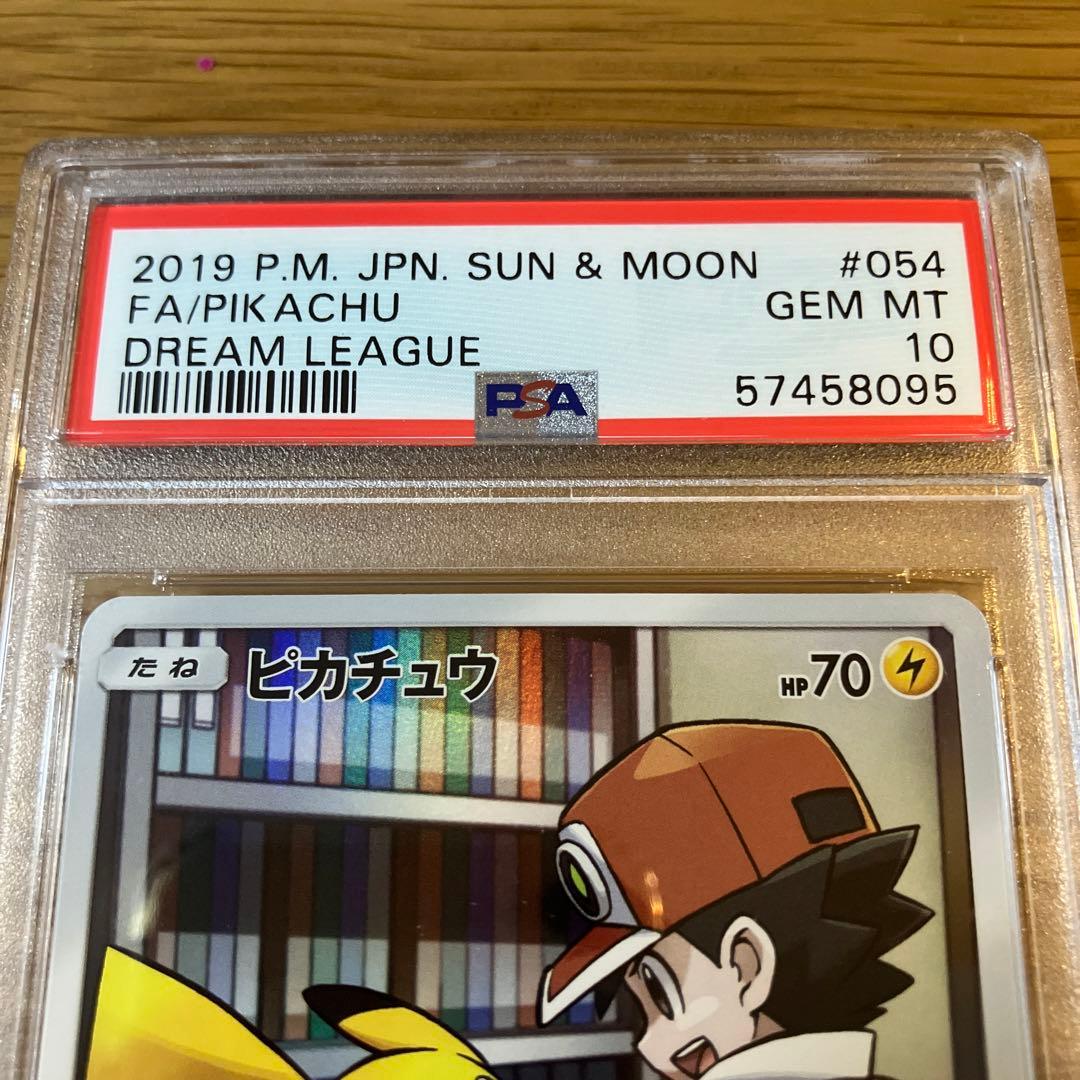 2019 P.M. JPN. SUN & MOON #054
FA/PIKACHU GEM MT
DREAM LEAGUE 10
PSA 57458095
たね ピカチュウ HP70